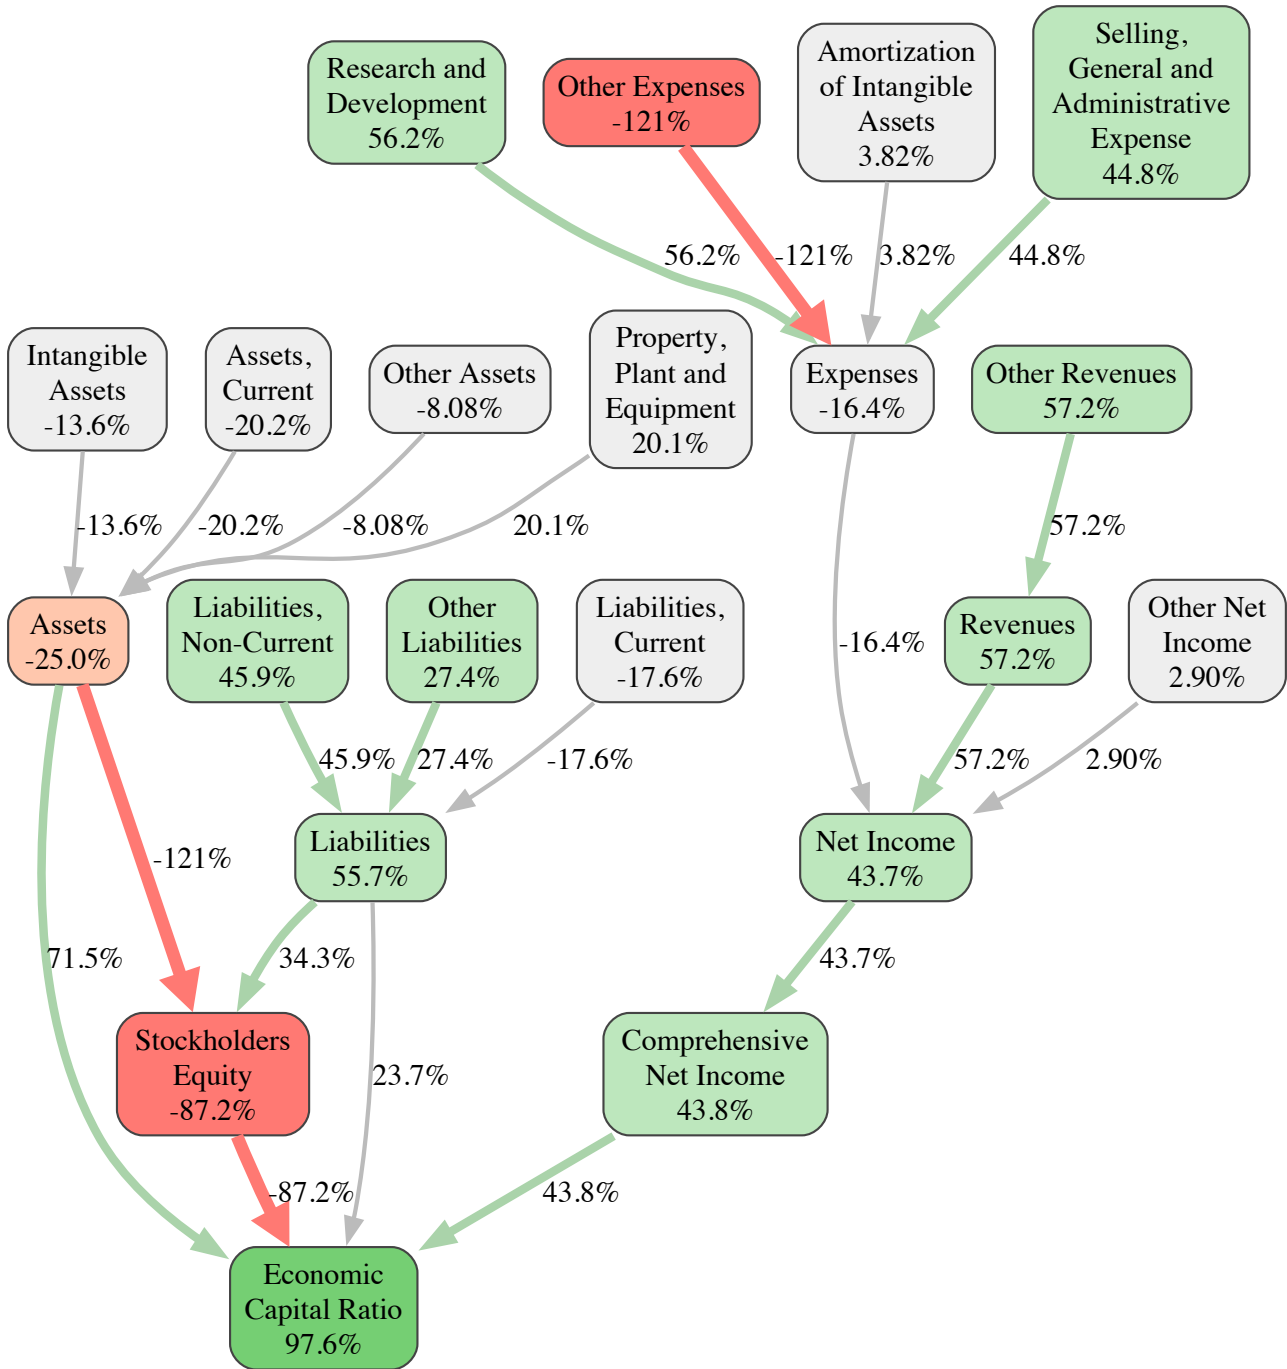 Research and
Development
56.2%
Other Expenses
-121%
Amortization
of Intangible
Assets
3.82%
Selling,
General and
Administrative
Expense
44.8%
56.2%
-121%
3.82%
44.8%
Intangible
Assets
-13.6%
Assets,
Current
-20.2%
Other Assets
-8.08%
Property,
Plant and
Equipment
20.1%
Expenses
-16.4%
Other Revenues
57.2%
-13.6%
-20.2%
-8.08%
20.1%
57.2%
Assets
-25.0%
Liabilities,
Non-Current
45.9%
Other
Liabilities
27.4%
Liabilities,
Current
-17.6%
-16.4%
Revenues
57.2%
Other Net
Income
2.90%
45.9%
27.4%
-17.6%
57.2%
2.90%
-121%
Liabilities
55.7%
Net Income
43.7%
71.5%
34.3%
43.7%
Stockholders
Equity
-87.2%
23.7%
Comprehensive
Net Income
43.8%
-87.2%
43.8%
Economic
Capital Ratio
97.6%